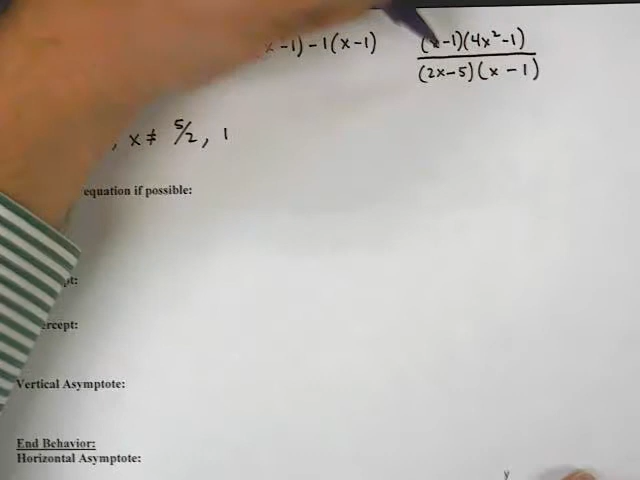 x-1)-1(x-1)
(x-1)(4x²-1)
(2x-5)(x-1)
, x ≠ 5/2, 1
equation if possible:
pt:
ercept:
Vertical Asymptote:
End Behavior:
Horizontal Asymptote:
y